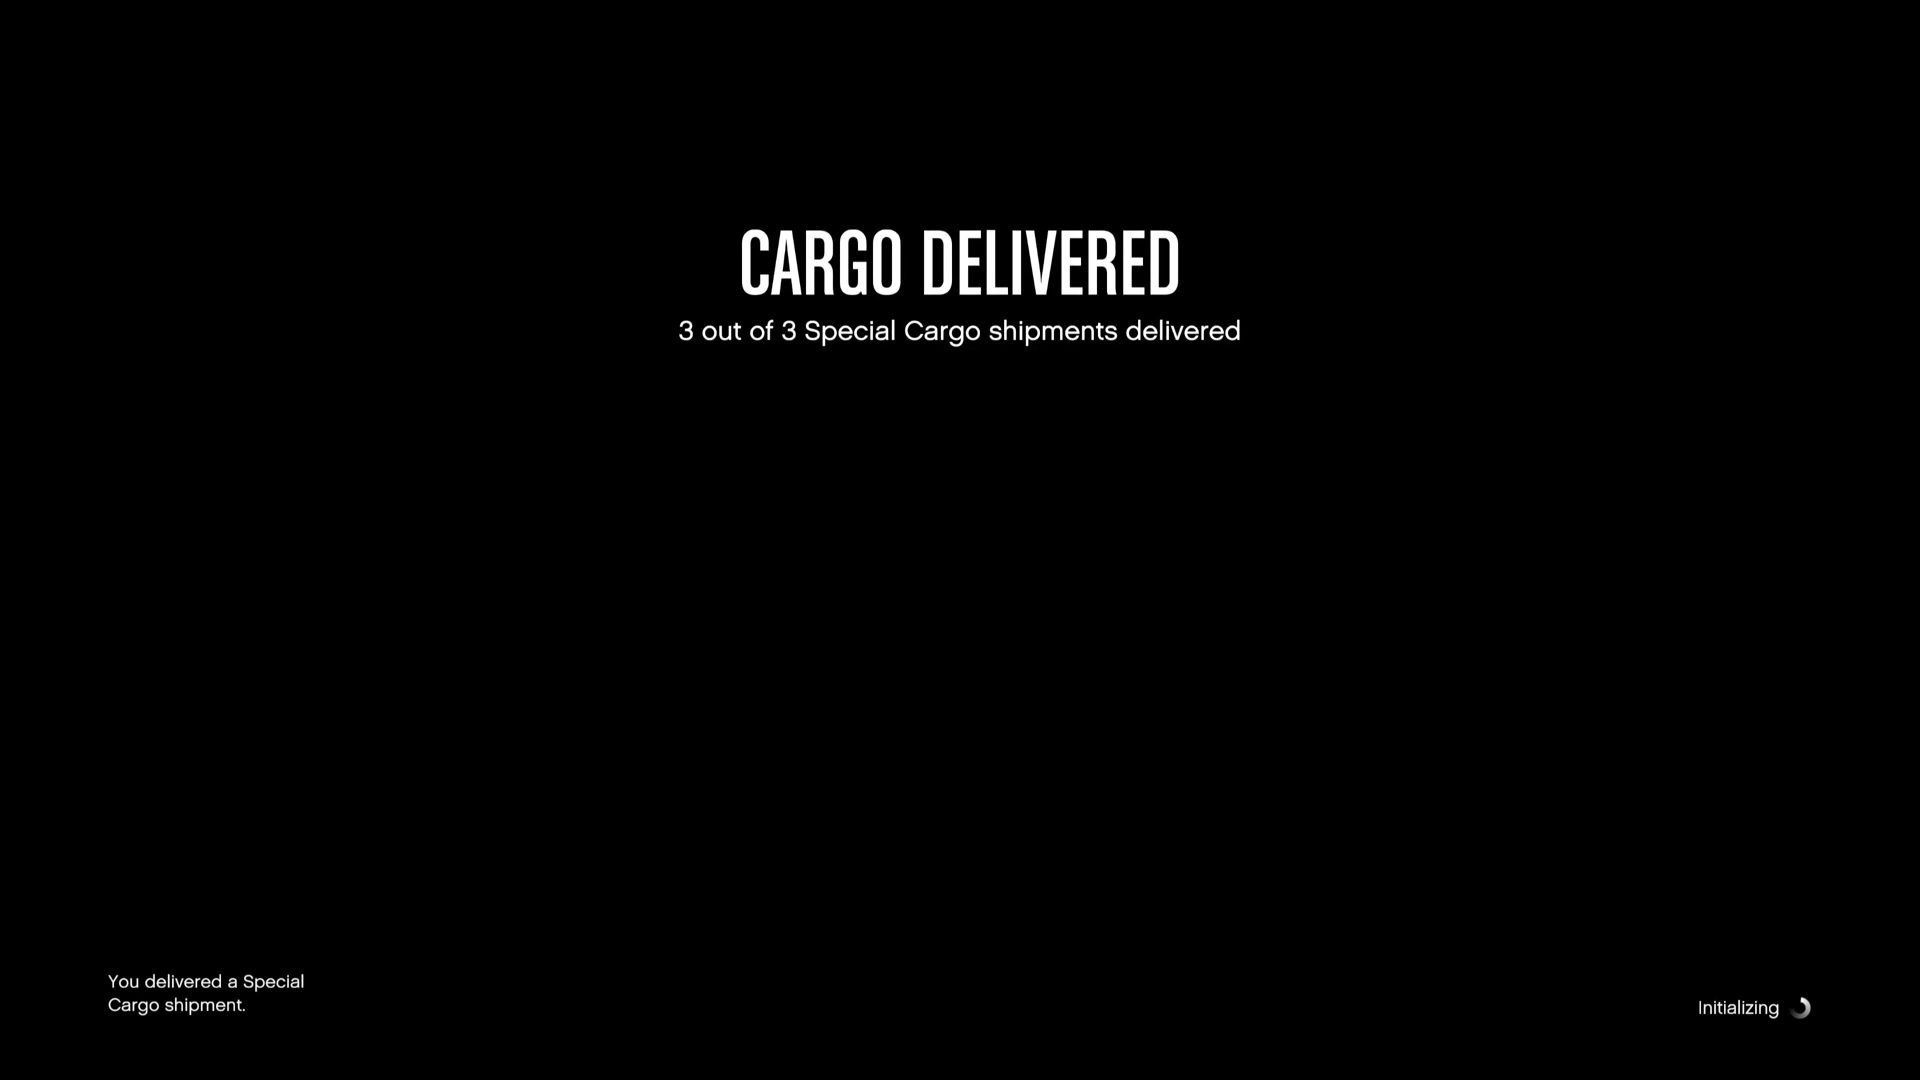 CARGO DELIVERED
3 out of 3 Special Cargo shipments delivered
You delivered a Special
Cargo shipment.
Initializing